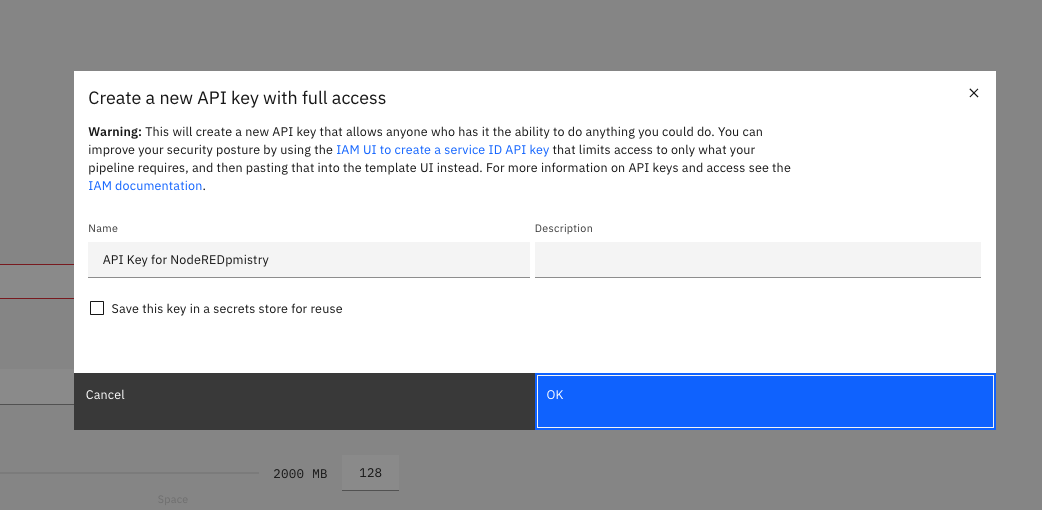 Create a new API key with full access
Warning: This will create a new API key that allows anyone who has it the ability to do anything you could do. You can
improve your security posture by using the IAM UI to create a service ID API key that limits access to only what your
pipeline requires, and then pasting that into the template UI instead. For more information on API keys and access see the
IAM documentation.
Name
Description
API Key for NodeREDpmistry
Save this key in a secrets store for reuse
Cancel
OK
2000 MB
128
Space